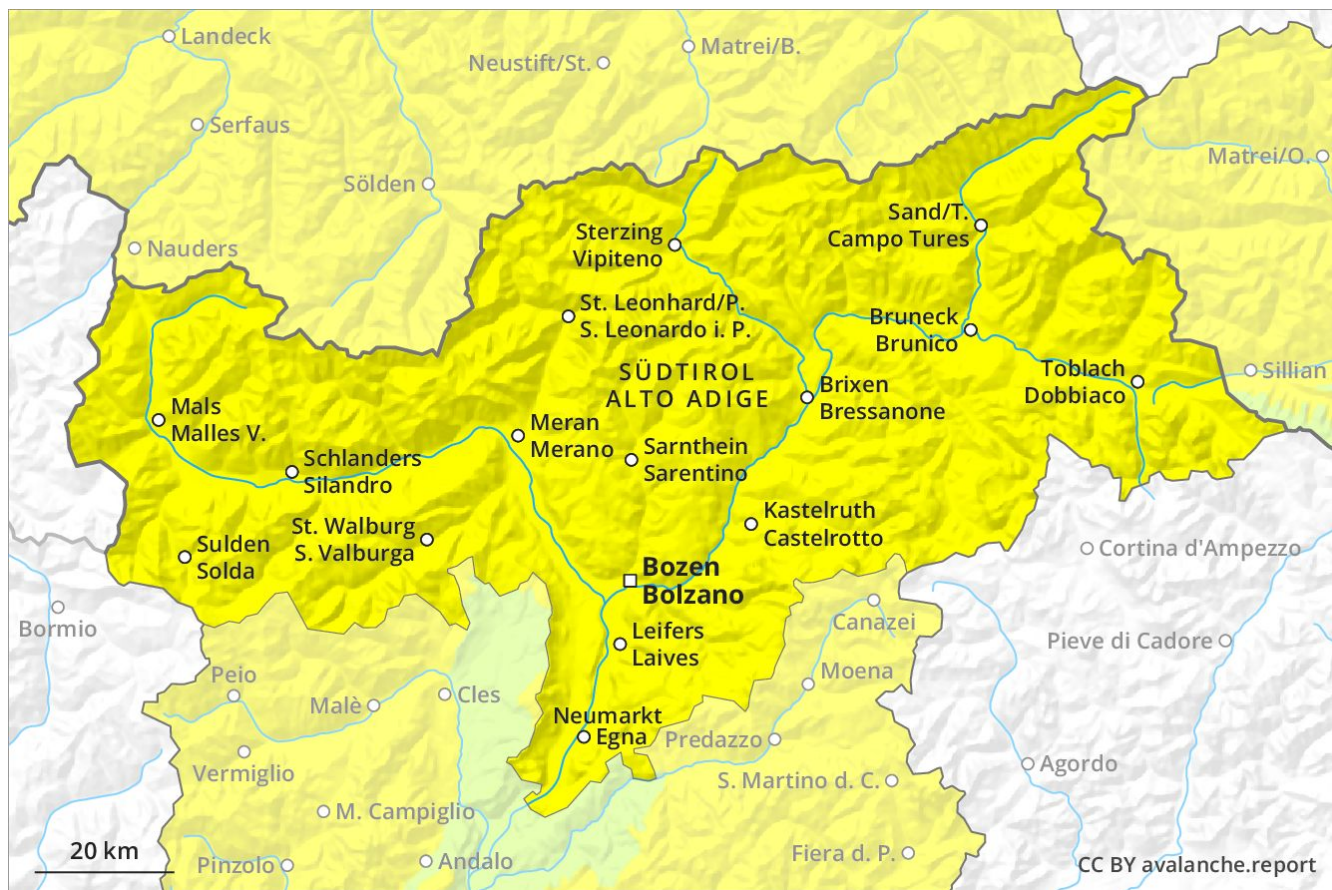 Landeck
Matrei/B.
Neustift/St.
Serfaus
Matrei/O.
Sölden
Sand/T.
Campo Tures
Sterzing
Vipiteno
Nauders
St. Leonhard/P.
S. Leonardo i. P.
Bruneck
Brunico
Toblach
Dobbiaco
Sillian
SÜDTIROL
ALTO ADIGE
Brixen
Bressanone
Mals
Malles V.
Meran
Merano
Sarnthein
Sarentino
Schlanders
Silandro
Kastelruth
Castelrotto
St. Walburg
S. Valburga
Sulden
Solda
Cortina d'Ampezzo
Bozen
Bolzano
Bormio
Canazei
Leifers
Laives
Pieve di Cadore
Peio
Moena
Malè
Cles
Neumarkt
Egna
Predazzo
Vermiglio
Agordo
S. Martino d. C.
M. Campiglio
20 km
Pinzolo
Andalo
Fiera d. P.
CC BY avalanche.report